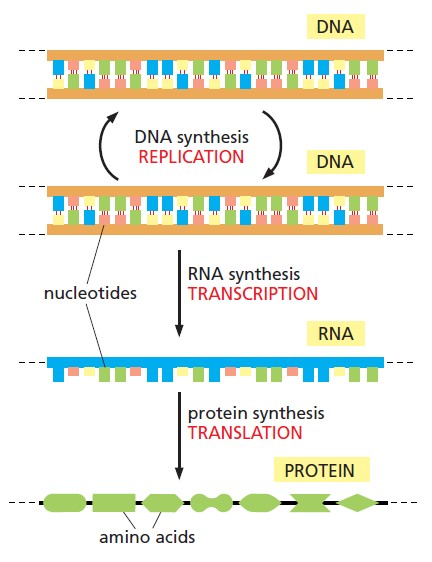 DNA
DNA synthesis
REPLICATION
DNA
RNA synthesis
TRANSCRIPTION
nucleotides
RNA
protein synthesis
TRANSLATION
PROTEIN
amino acids